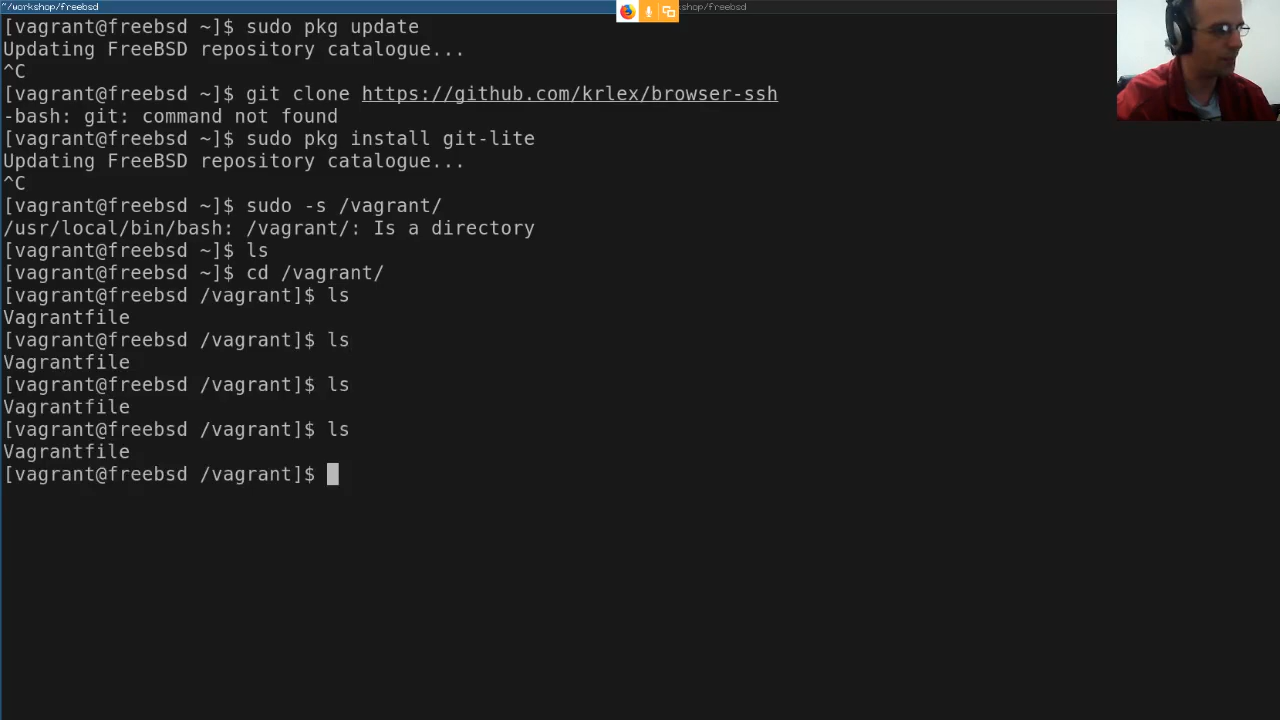 ~/workshop/freebsd
shop/freebsd
[vagrant@freebsd ~]$ sudo pkg update
Updating FreeBSD repository catalogue...
^C
[vagrant@freebsd ~]$ git clone https://github.com/krlex/browser-ssh
-bash: git: command not found
[vagrant@freebsd ~]$ sudo pkg install git-lite
Updating FreeBSD repository catalogue...
^C
[vagrant@freebsd ~]$ sudo -s /vagrant/
/usr/local/bin/bash: /vagrant/: Is a directory
[vagrant@freebsd ~]$ ls
[vagrant@freebsd ~]$ cd /vagrant/
[vagrant@freebsd /vagrant]$ ls
Vagrantfile
[vagrant@freebsd /vagrant]$ ls
Vagrantfile
[vagrant@freebsd /vagrant]$ ls
Vagrantfile
[vagrant@freebsd /vagrant]$ ls
Vagrantfile
[vagrant@freebsd /vagrant]$